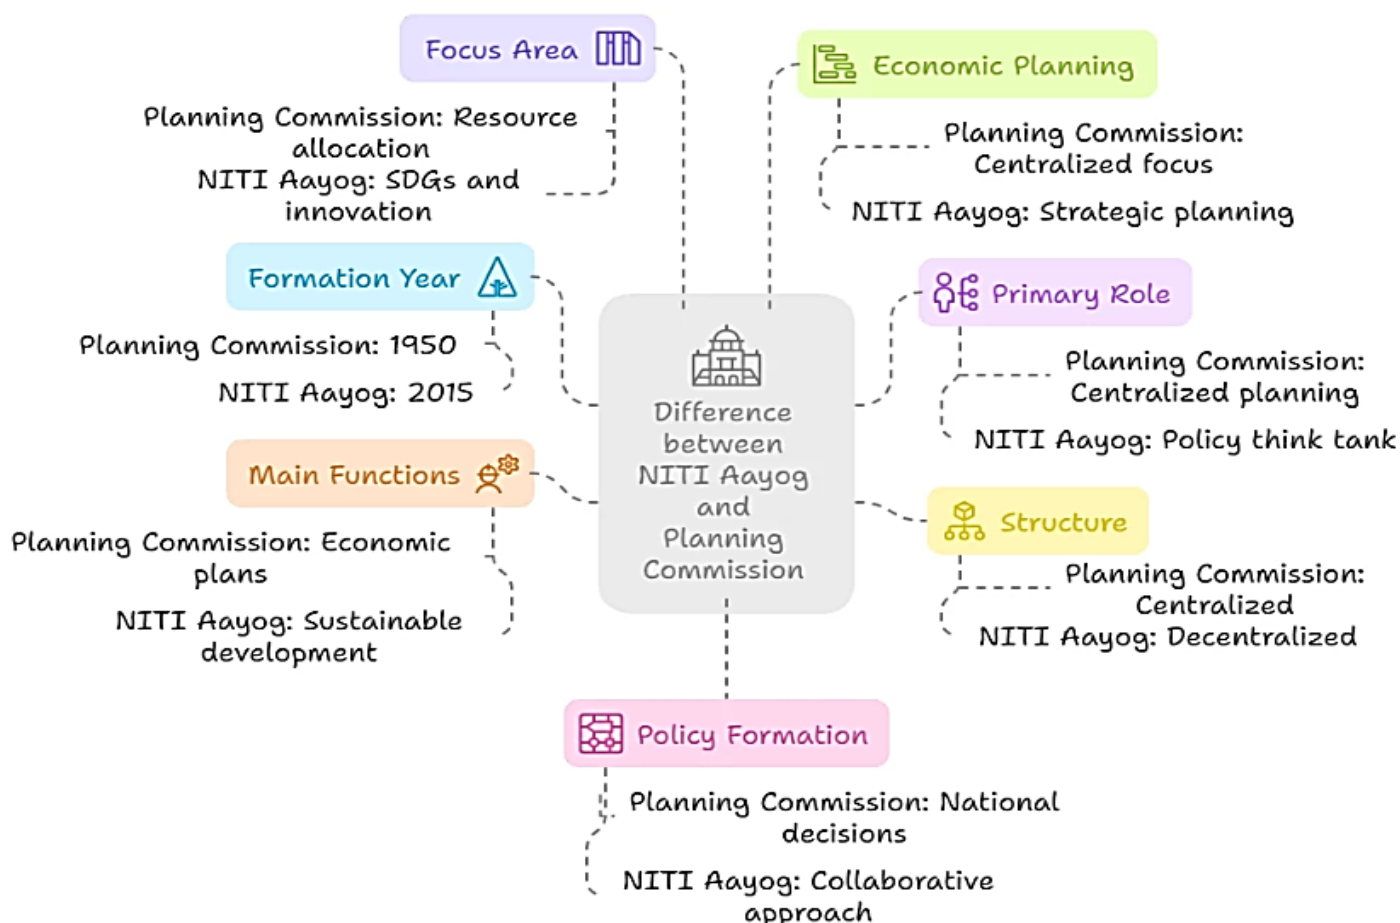 Focus Area
Planning Commission: Resource
allocation
NITI Aayog: SDGs and
innovation
Economic Planning
Planning Commission:
Centralized focus
NITI Aayog: Strategic planning
Formation Year
Planning Commission: 1950
NITI Aayog: 2015
Primary Role
Planning Commission:
Centralized planning
NITI Aayog: Policy think tank
Difference
between
NITI Aayog
and
Planning
Commission
Main Functions
Planning Commission: Economic
plans
NITI Aayog: Sustainable
development
Structure
Planning Commission:
Centralized
NITI Aayog: Decentralized
Policy Formation
Planning Commission: National
decisions
NITI Aayog: Collaborative
approach